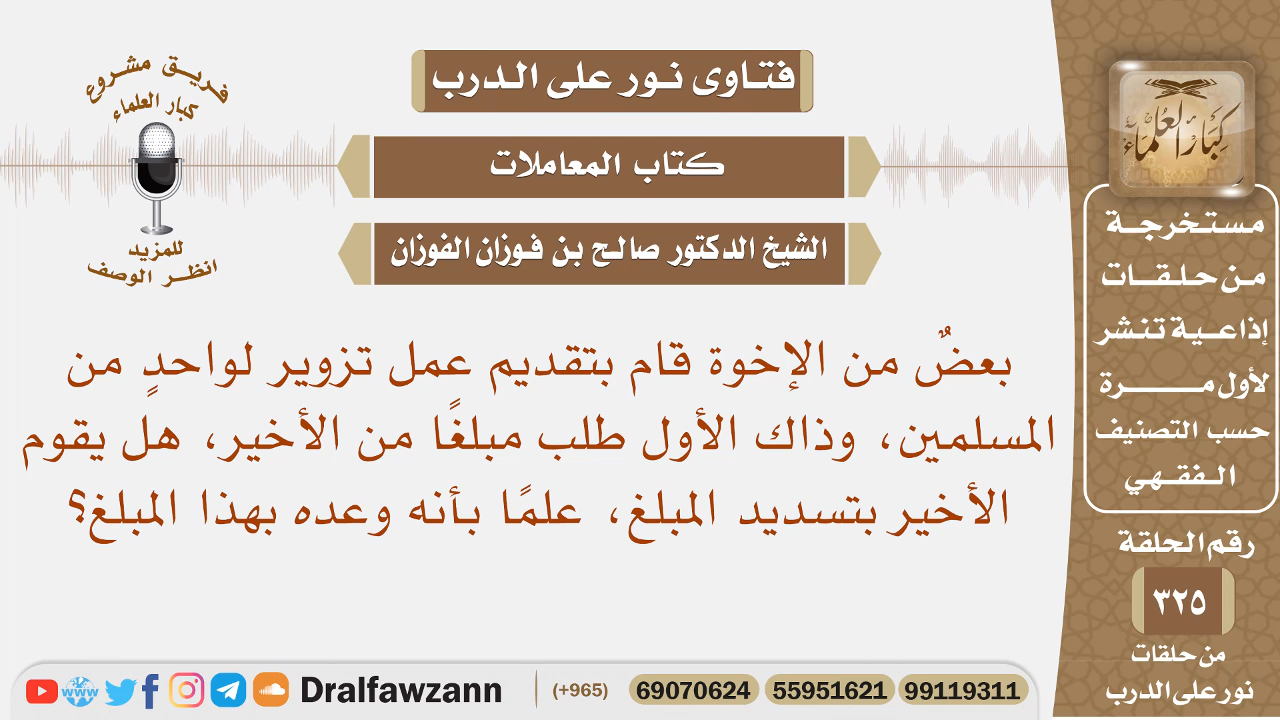 فتاوى نور على الدرب
كتاب المعاملات
الشيخ الدكتور صالح بن فوزان الفوزان
فريق مشروع
كبار العلماء
للمزيد
انظر الوصف
بعضٌ من الإخوة قام بتقديم عمل تزوير لواحدٍ من
المسلمين، وذاك الأول طلب مبلغًا من الأخير، هل يقوم
الأخير بتسديد المبلغ، علمًا بأنه وعده بهذا المبلغ؟
كبار العلماء
مستخرجة
من حلقات
إذاعية تنشر
لأول مرة
حسب التصنيف
الفقهي
رقم الحلقة
٣٢٥
من حلقات
نور على الدرب
www Dralfawzann (+965) 69070624 55951621 99119311